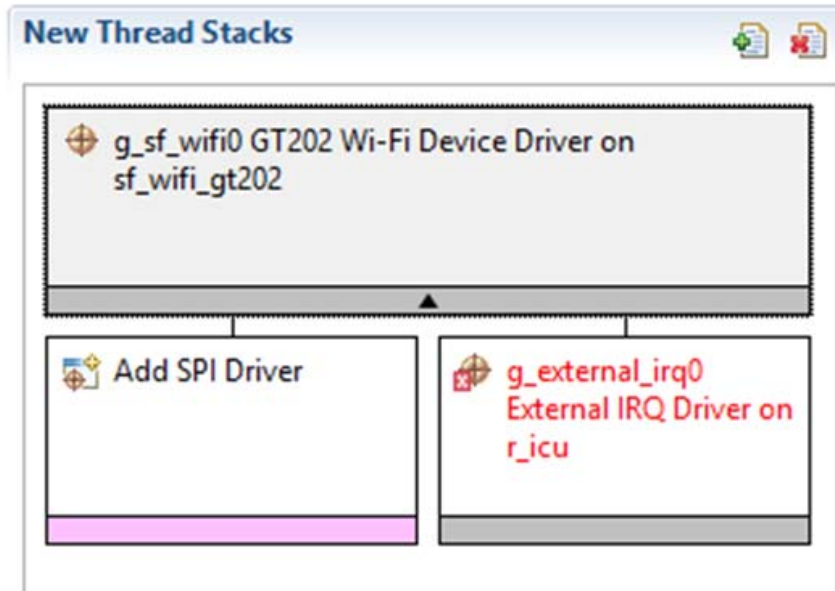 New Thread Stacks
g_sf_wifi0 GT202 Wi-Fi Device Driver on
sf_wifi_gt202
Add SPI Driver
g_external_irq0
External IRQ Driver on
r_icu